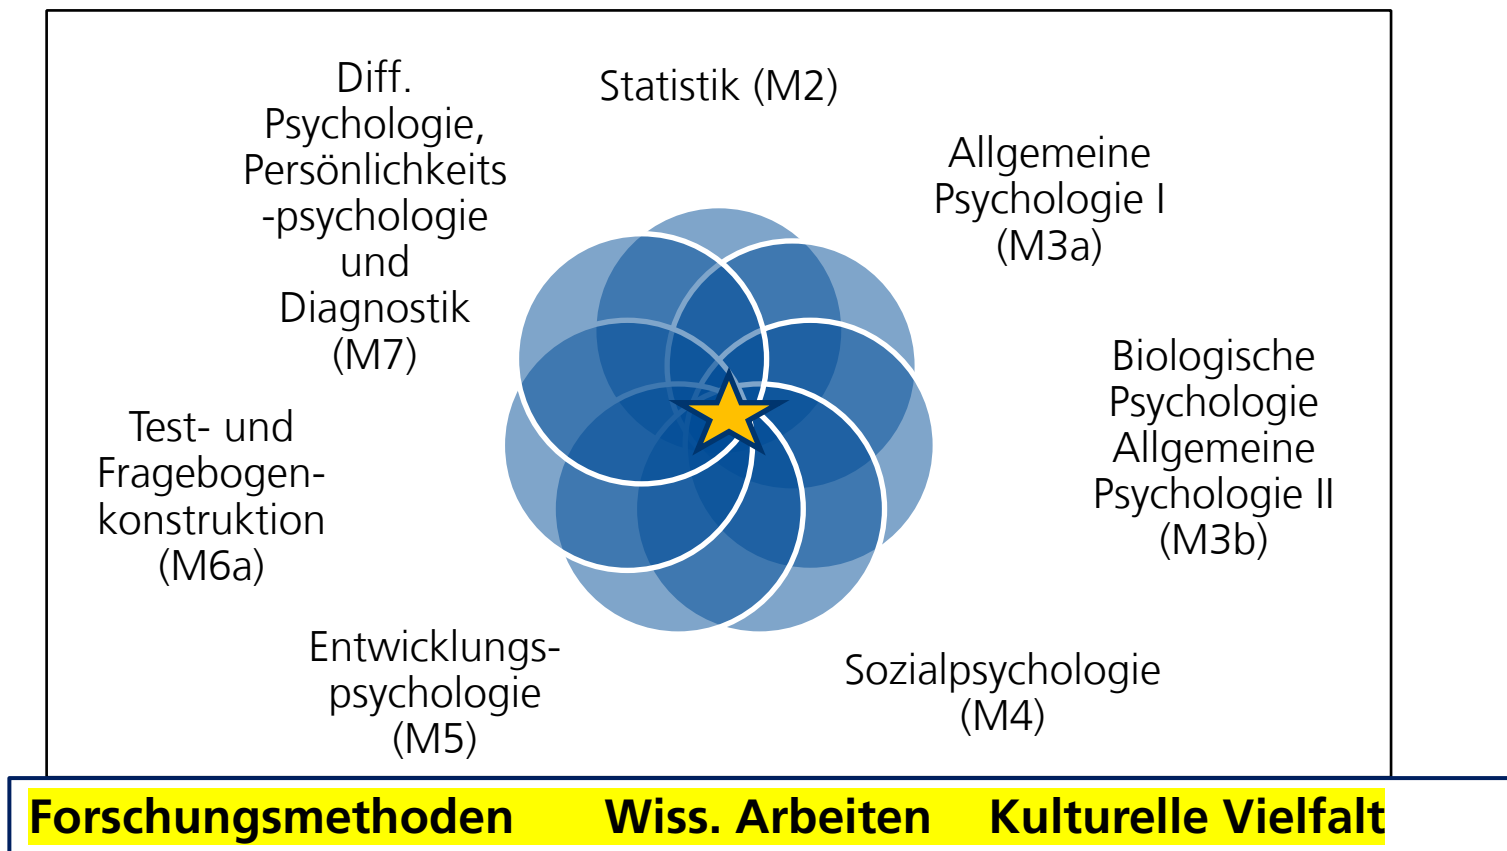 Diff.
Psychologie,
Persönlichkeits
-psychologie
und
Diagnostik
(M7)
Statistik (M2)
Allgemeine
Psychologie I
(M3a)
Biologische
Psychologie
Allgemeine
Psychologie II
(M3b)
Test- und
Fragebogen-
konstruktion
(M6a)
Entwicklungs-
psychologie
(M5)
Sozialpsychologie
(M4)
Forschungsmethoden Wiss. Arbeiten Kulturelle Vielfalt